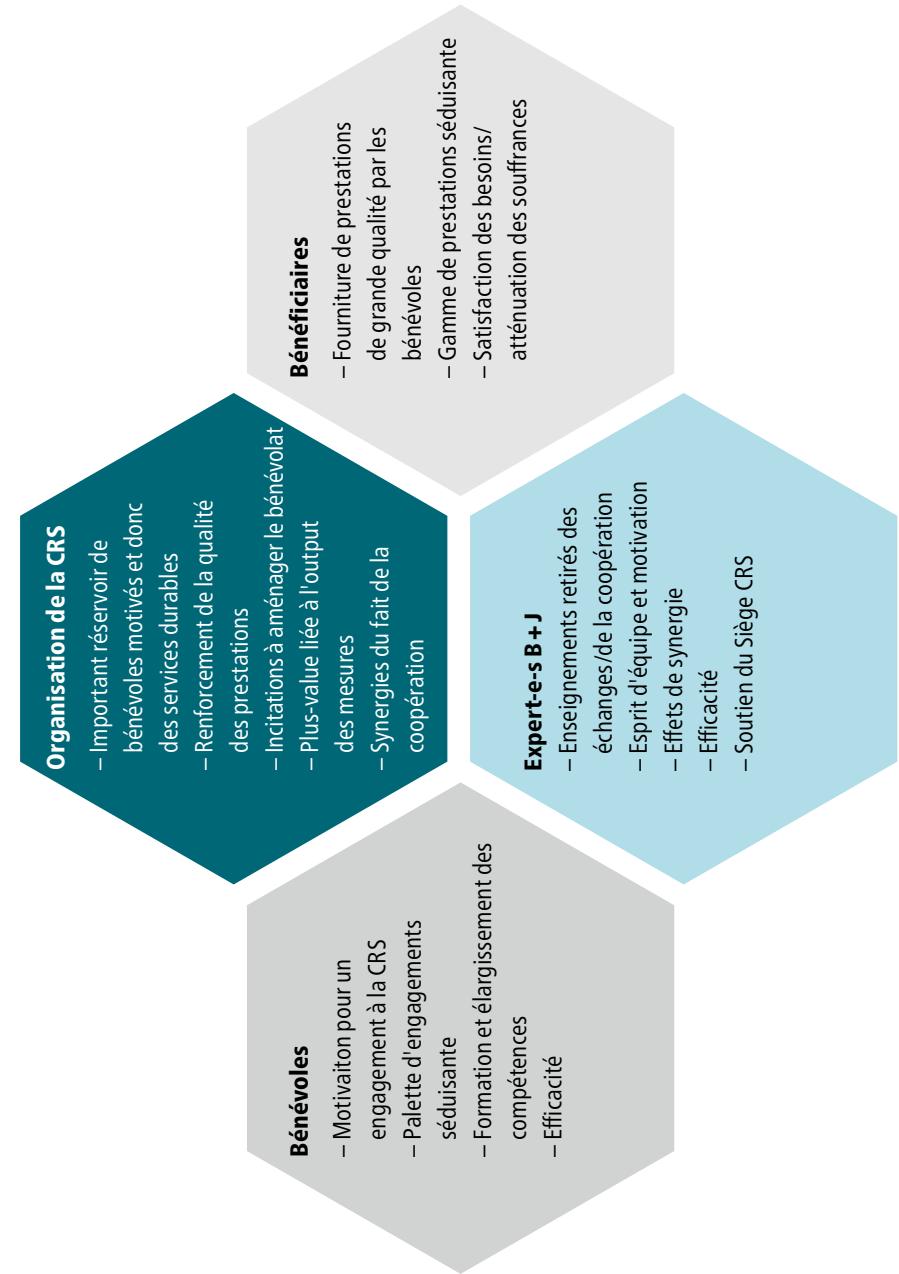 Organisation de la CRS
– Important réservoir de
bénévoles motivés et donc
des services durables
– Renforcement de la qualité
des prestations
– Incitations à aménager le bénévolat
– Plus-value liée à l'output
des mesures
– Synergies du fait de la
coopération
Bénévoles
– Motivaiton pour un
engagement à la CRS
– Palette d'engagements
séduisante
– Formation et élargissement des
compétences
– Efficacité
Bénéficiaires
– Fourniture de prestations
de grande qualité par les
bénévoles
– Gamme de prestations séduisante
– Satisfaction des besoins/
atténuation des souffrances
Expert-e-s B + J
– Enseignements retirés des
échanges/de la coopération
– Esprit d'équipe et motivation
– Effets de synergie
– Efficacité
– Soutien du Siège CRS